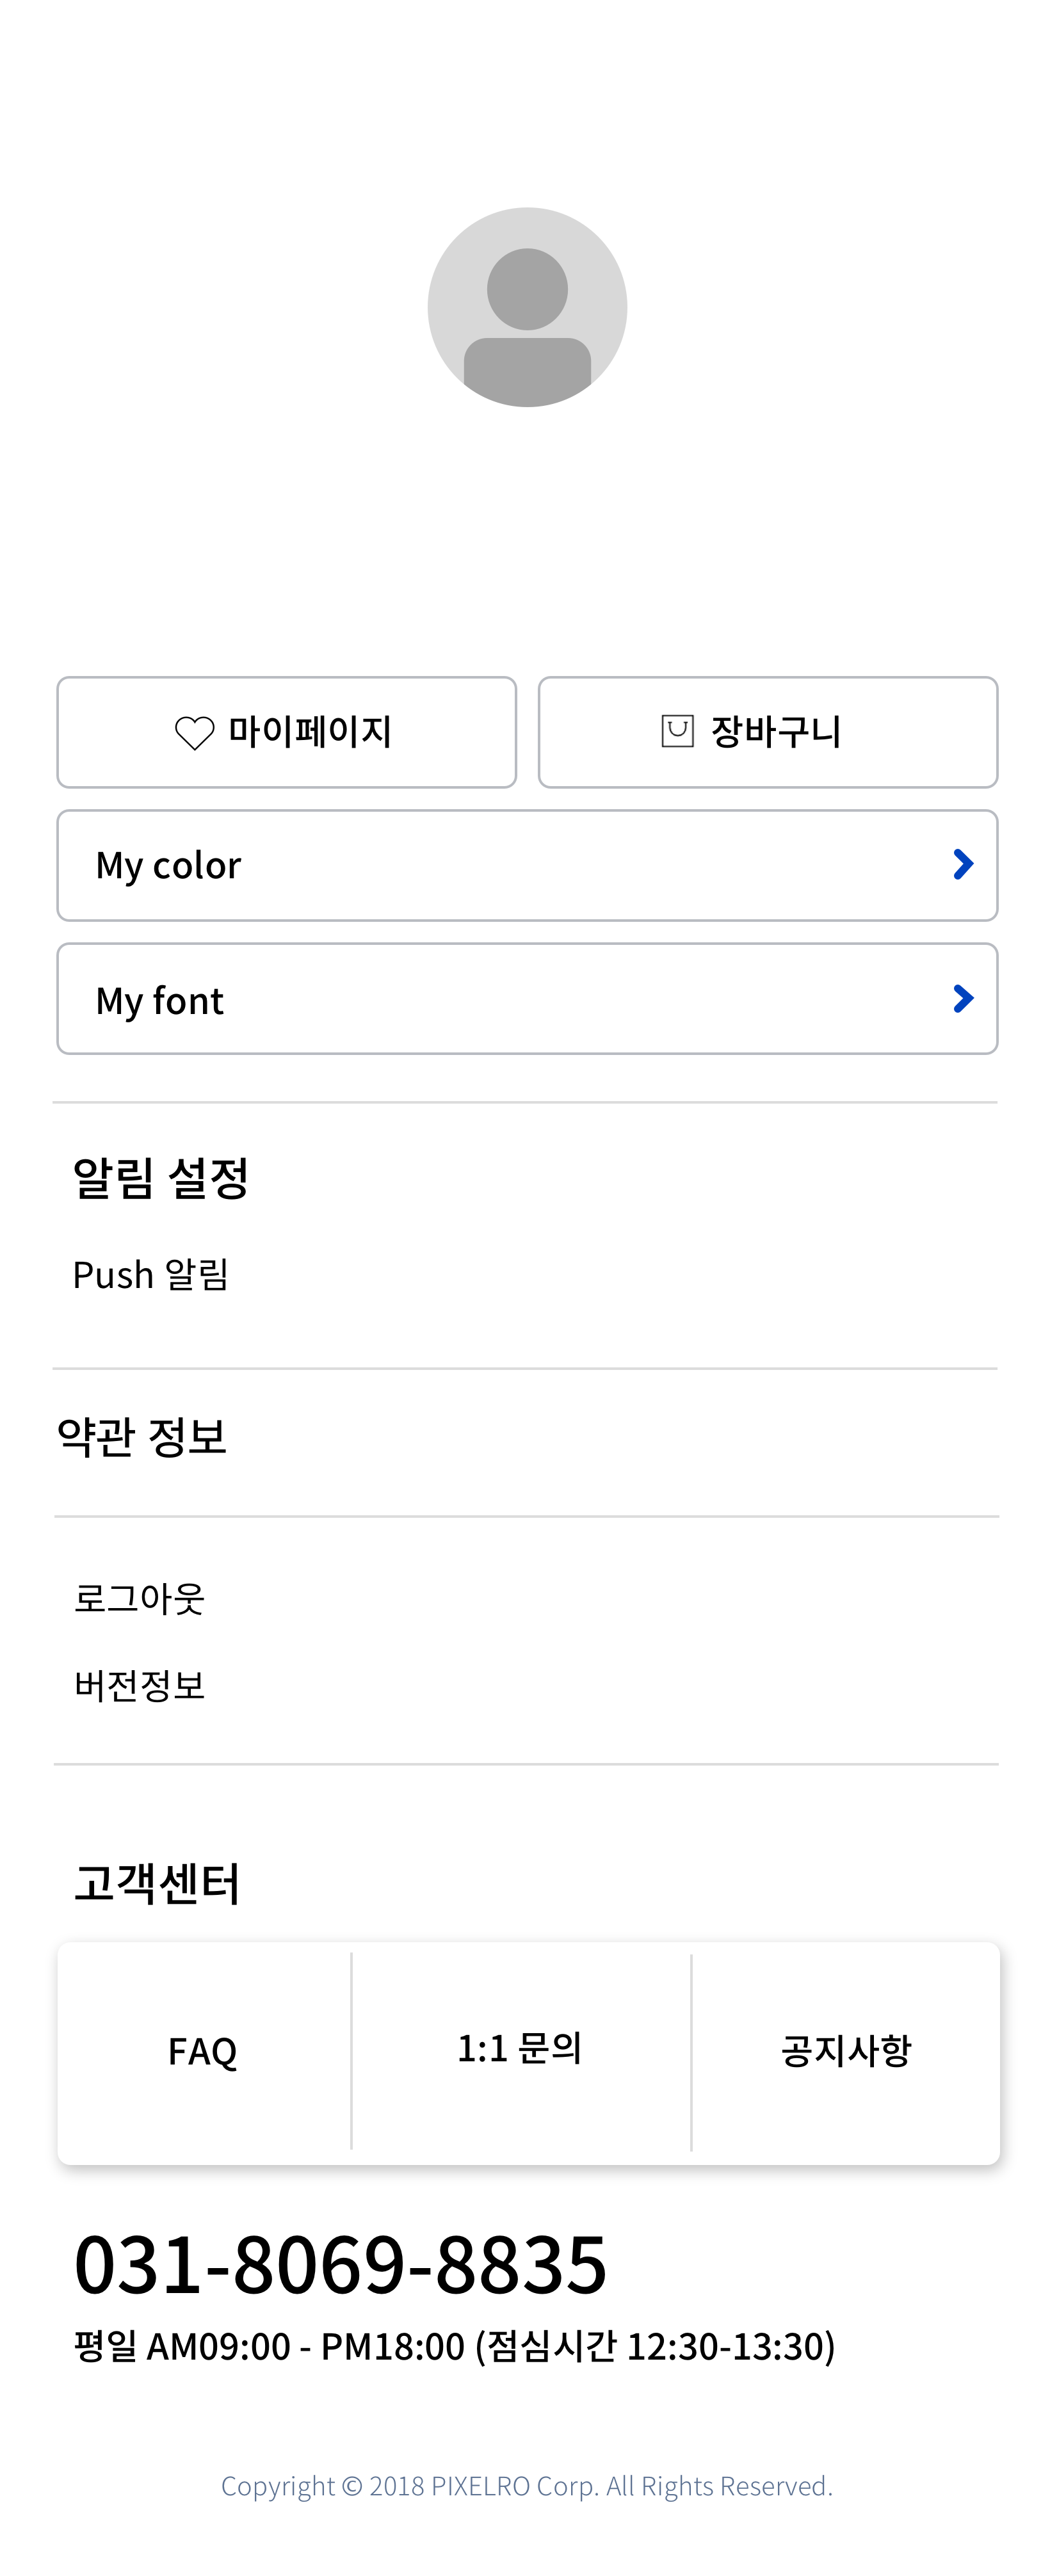 마이페이지
장바구니
My color
My font
알림 설정
Push 알림
약관 정보
로그아웃
버전정보
고객센터
FAQ
1:1 문의
공지사항
031-8069-8835
평일 AM09:00 - PM18:00 (점심시간 12:30-13:30)
Copyright © 2018 PIXELRO Corp. All Rights Reserved.